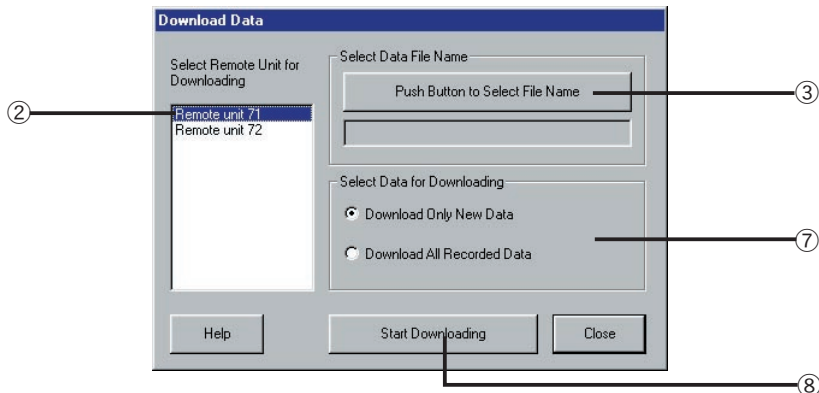 Download Data
Select Remote Unit for
Downloading
②
Remote unit 71
Remote unit 72
Select Data File Name
Push Button to Select File Name
③
Select Data for Downloading
Download Only New Data
⑦
Download All Recorded Data
Help
Start Downloading
Close
⑧